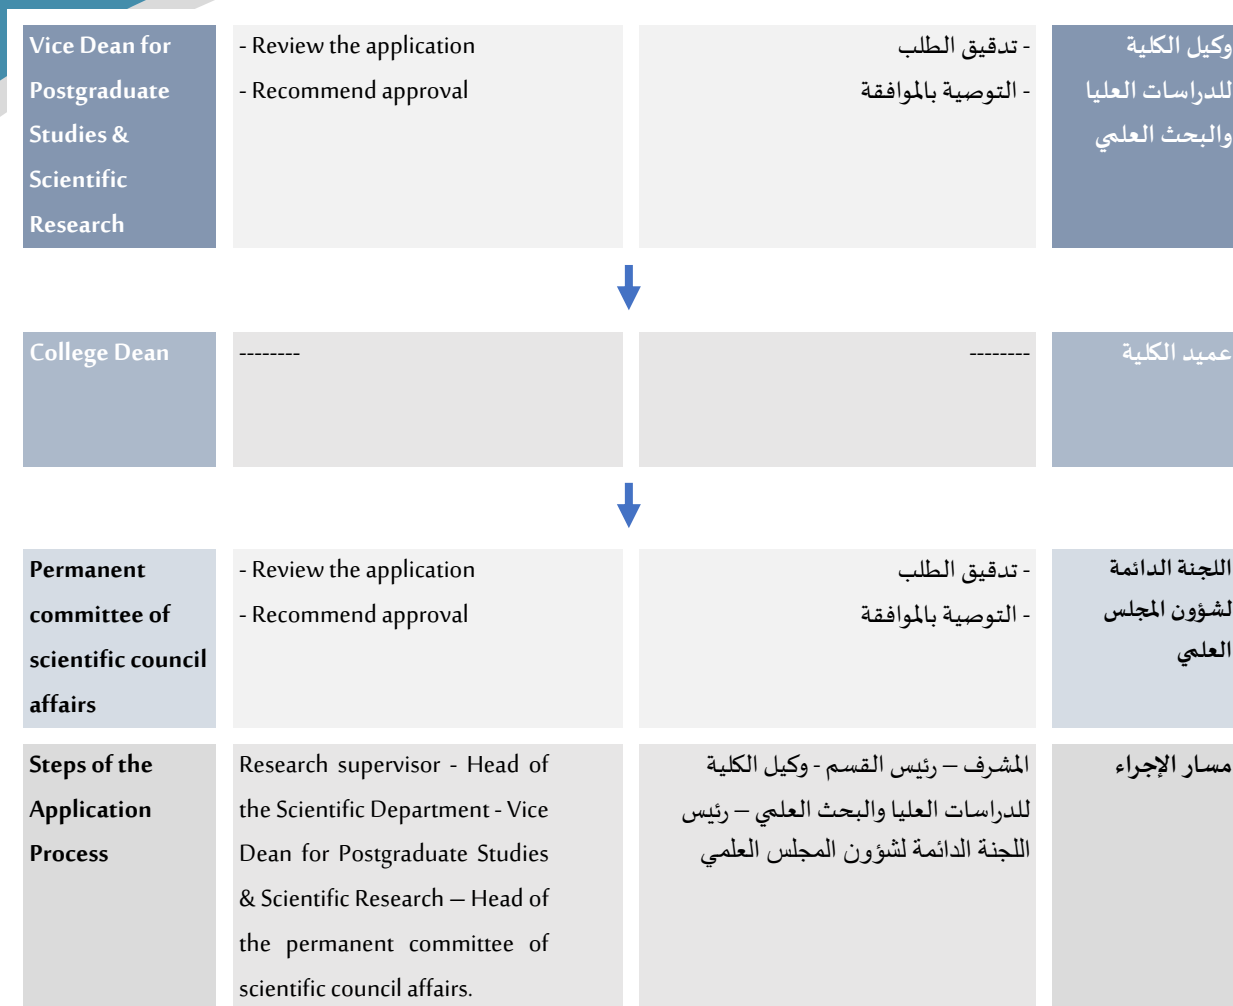 Vice Dean for
Postgraduate
Studies &
Scientific
Research
- Review the application
- Recommend approval
- تدقيق الطلب
- التوصية بالموافقة
وكيل الكلية
للدراسات العليا
والبحث العلمي
College Dean
--------
--------
عميد الكلية
Permanent
committee of
scientific council
affairs
- Review the application
- Recommend approval
- تدقيق الطلب
- التوصية بالموافقة
اللجنة الدائمة
لشؤون المجلس
العلمي
Steps of the
Application
Process
Research supervisor - Head of
the Scientific Department - Vice
Dean for Postgraduate Studies
& Scientific Research – Head of
the permanent committee of
scientific council affairs.
المشرف – رئيس القسم - وكيل الكلية
للدراسات العليا والبحث العلمي – رئيس
اللجنة الدائمة لشؤون المجلس العلمي
مسار الإجراء